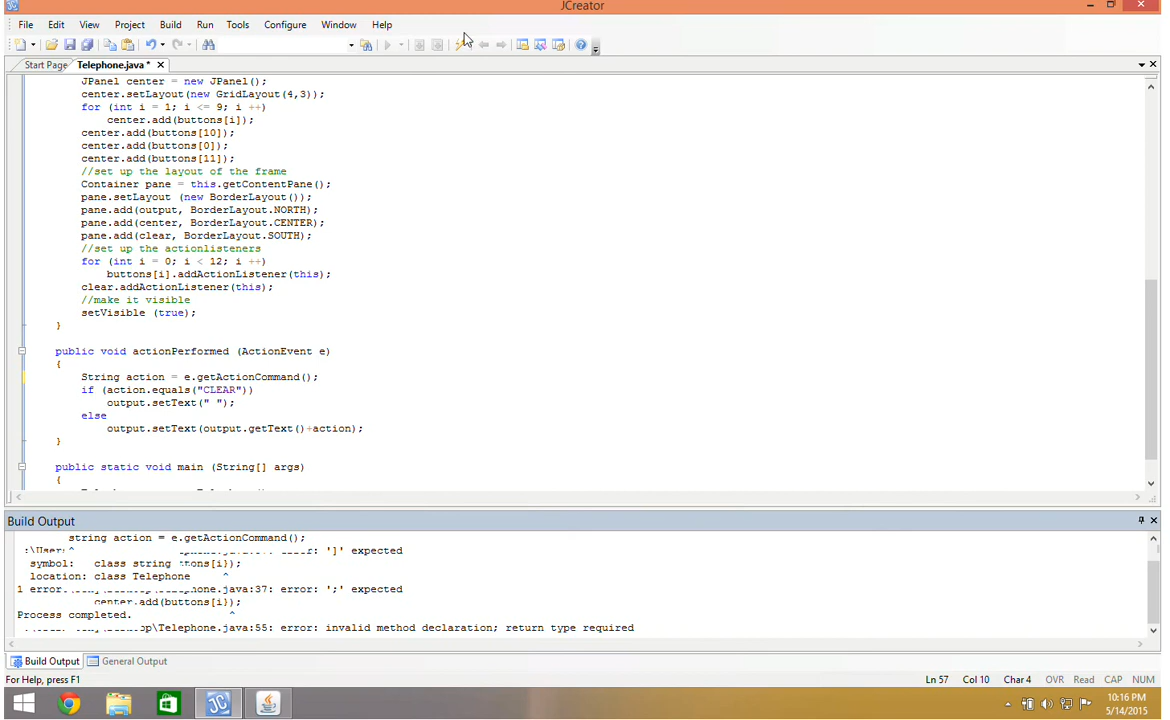 JCreator
File Edit View Project Build Run Tools Configure Window Help
Start Page Telephone.java *
JPanel center = new JPanel();
center.setLayout(new GridLayout(4,3));
for (int i = 1; i <= 9; i ++)
center.add(buttons[i]);
center.add(buttons[10]);
center.add(buttons[0]);
center.add(buttons[11]);
//set up the layout of the frame
Container pane = this.getContentPane();
pane.setLayout (new BorderLayout());
pane.add(output, BorderLayout.NORTH);
pane.add(center, BorderLayout.CENTER);
pane.add(clear, BorderLayout.SOUTH);
//set up the actionlisteners
for (int i = 0; i < 12; i ++)
buttons[i].addActionListener(this);
clear.addActionListener(this);
//make it visible
setVisible (true);
}
public void actionPerformed (ActionEvent e)
{
String action = e.getActionCommand();
if (action.equals("CLEAR"))
output.setText(" ");
else
output.setText(output.getText()+action);
}
public static void main (String[] args)
{
Build Output
string action = e.getActionCommand();
error: ']' expected
symbol: class string
location: class Telephone ^
1 error
error: ';' expected
center.add(buttons[i});
Process completed. ^
\Telephone.java:55: error: invalid method declaration; return type required
Build Output General Output
For Help, press F1 Ln 57 Col 10 Char 4 OVR Read CAP NUM
10:16 PM
5/14/2015